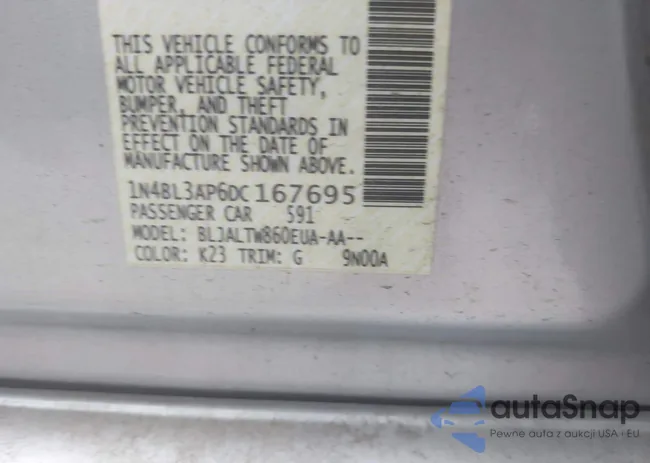 THIS VEHICLE CONFORMS TO
ALL APPLICABLE FEDERAL
MOTOR VEHICLE SAFETY,
BUMPER, AND THEFT
PREVENTION STANDARDS IN
EFFECT ON THE DATE OF
MANUFACTURE SHOWN ABOVE.
1N4BL3AP6DC167695
PASSENGER CAR 591
MODEL: BLJALTW860EUA-AA--
COLOR: K23 TRIM: G 9N00A
autaSnap
Pewne auta z aukcji USA i EU